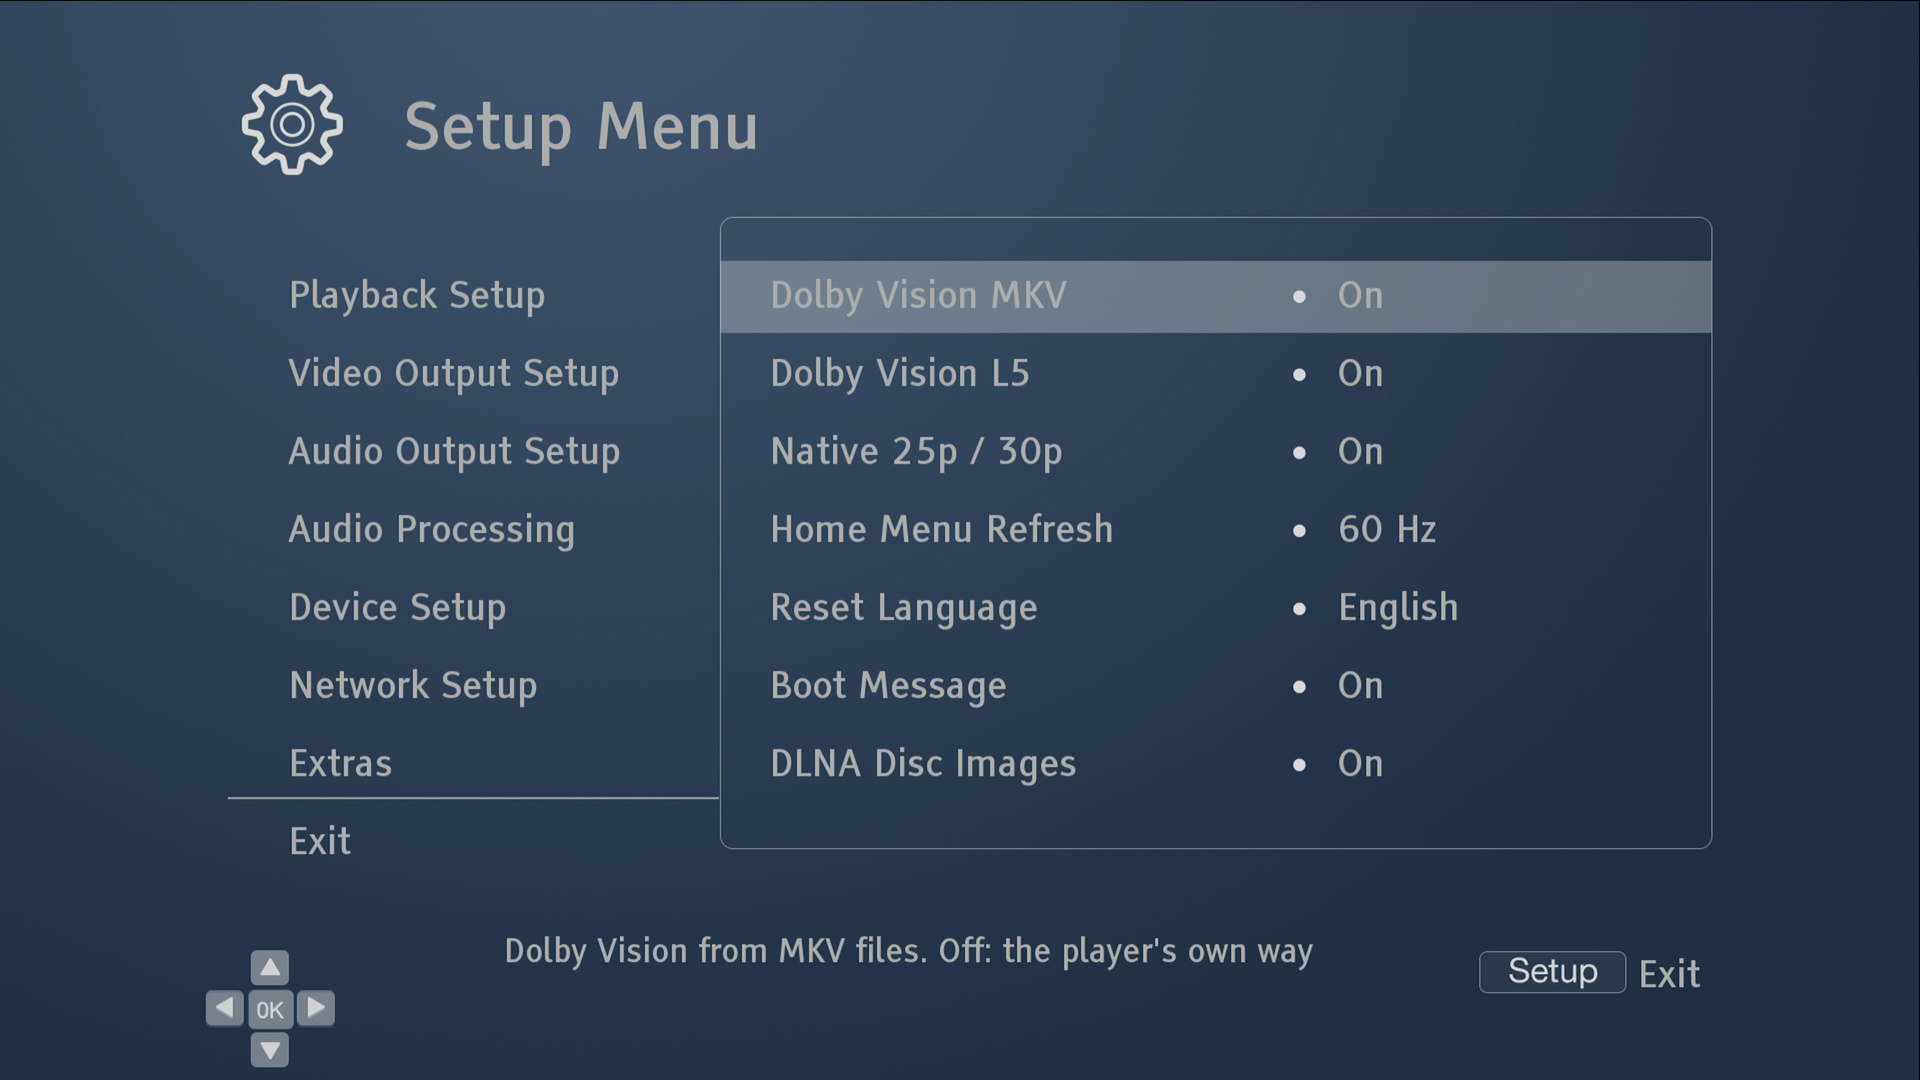 Setup Menu
Playback Setup
Video Output Setup
Audio Output Setup
Audio Processing
Device Setup
Network Setup
Extras
Exit
Dolby Vision MKV • On
Dolby Vision L5 • On
Native 25p / 30p • On
Home Menu Refresh • 60 Hz
Reset Language • English
Boot Message • On
DLNA Disc Images • On
Dolby Vision from MKV files. Off: the player's own way
OK
Setup Exit